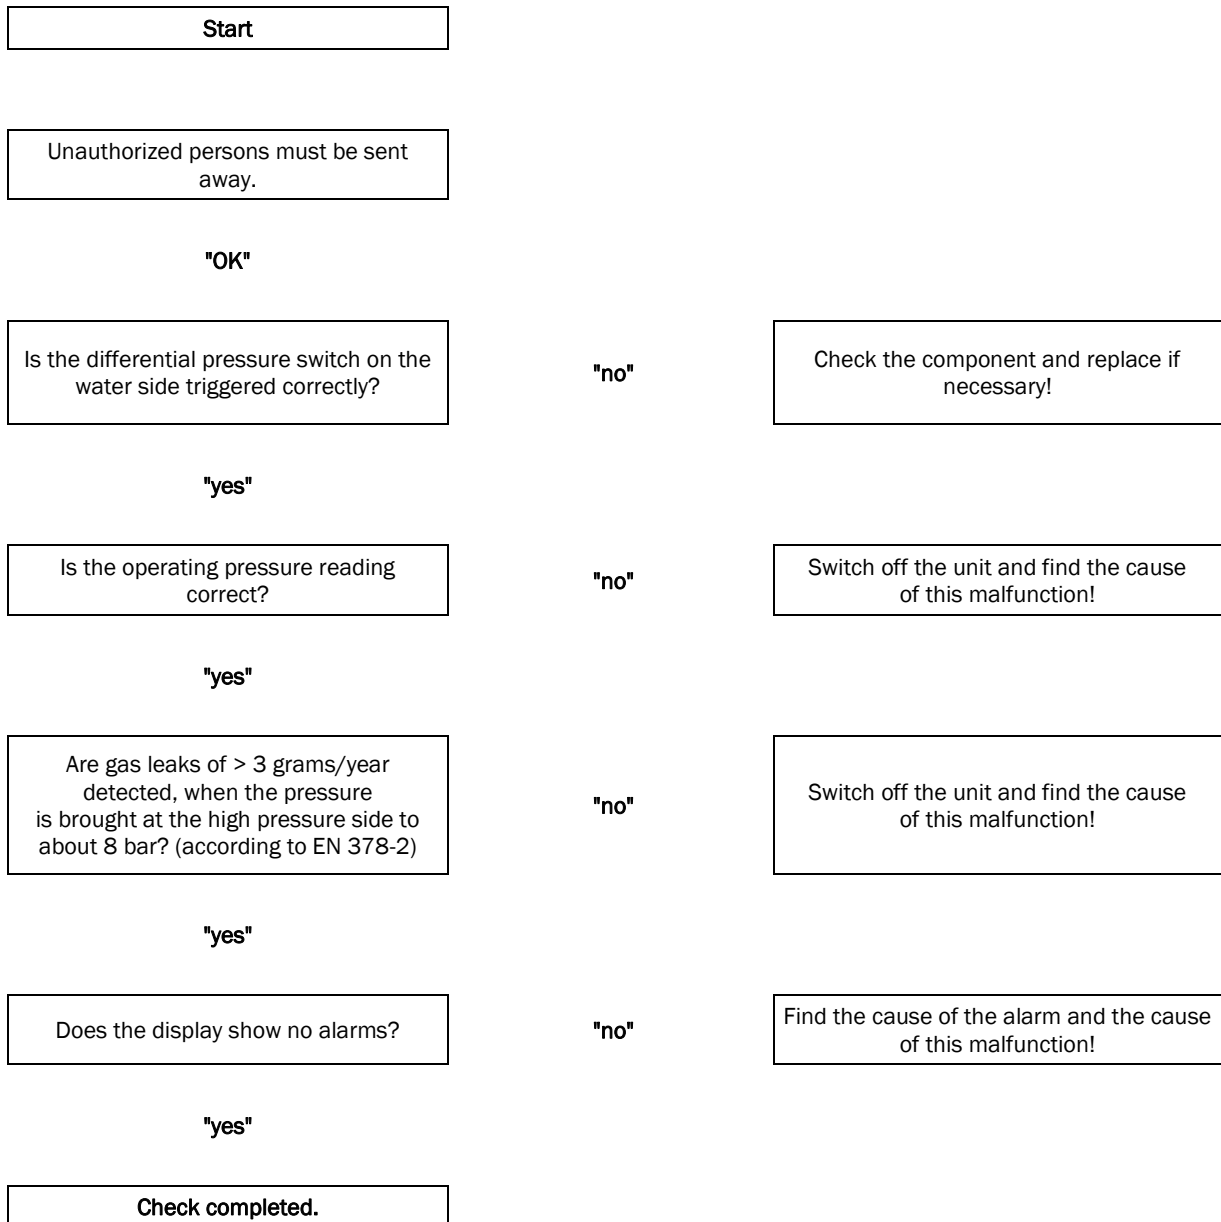 Start
Unauthorized persons must be sent
away.
"OK"
Is the differential pressure switch on the
water side triggered correctly?
"no"
Check the component and replace if
necessary!
"yes"
Is the operating pressure reading
correct?
"no"
Switch off the unit and find the cause
of this malfunction!
"yes"
Are gas leaks of > 3 grams/year
detected, when the pressure
is brought at the high pressure side to
about 8 bar? (according to EN 378-2)
"no"
Switch off the unit and find the cause
of this malfunction!
"yes"
Does the display show no alarms?
"no"
Find the cause of the alarm and the cause
of this malfunction!
"yes"
Check completed.